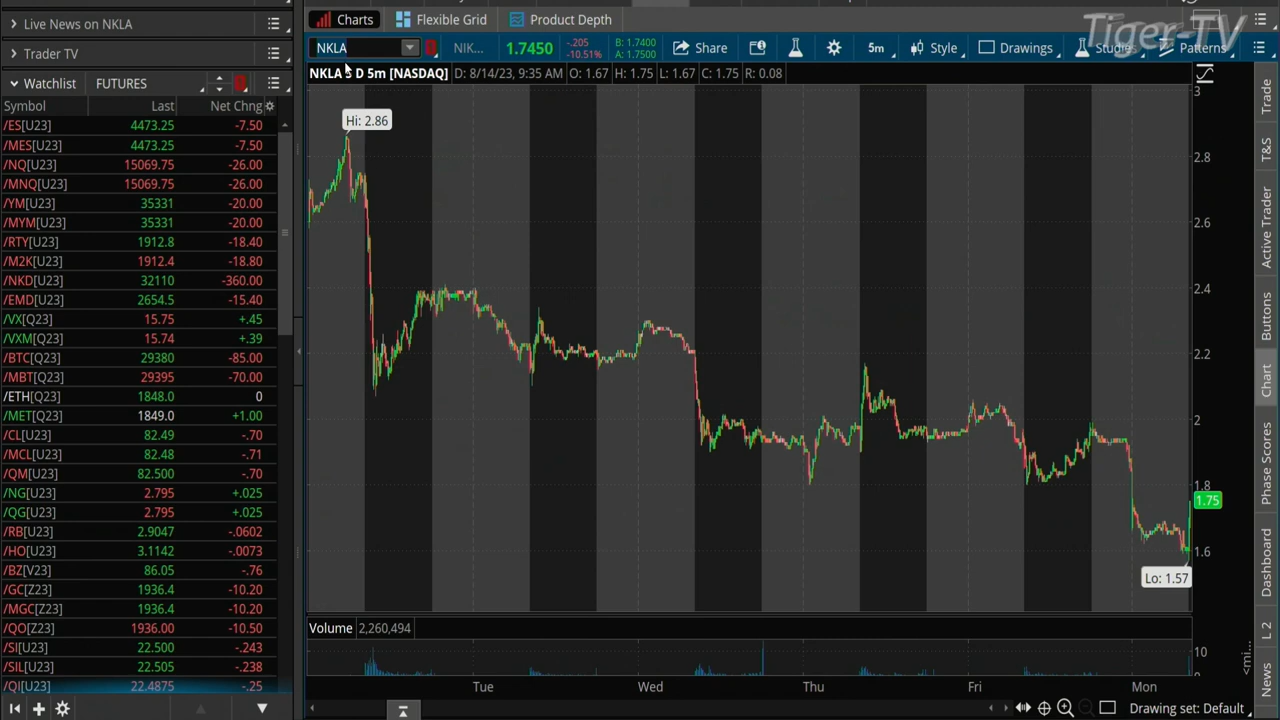 Live News on NKLA
Trader TV
Watchlist FUTURES
Symbol Last Net Chng
/ES[U23] 4473.25 -7.50
/MES[U23] 4473.25 -7.50
/NQ[U23] 15069.75 -26.00
/MNQ[U23] 15069.75 -26.00
/YM[U23] 35331 -20.00
/MYM[U23] 35331 -20.00
/RTY[U23] 1912.8 -18.40
/M2K[U23] 1912.4 -18.80
/NKD[U23] 32110 -360.00
/EMD[U23] 2654.5 -15.40
/VX[Q23] 15.75 +.45
/VXM[Q23] 15.74 +.39
/BTC[Q23] 29380 -85.00
/MBT[Q23] 29395 -70.00
/ETH[Q23] 1848.0 0
/MET[Q23] 1849.0 +1.00
/CL[U23] 82.49 -.70
/MCL[U23] 82.48 -.71
/QM[U23] 82.500 -.70
/NG[U23] 2.795 +.025
/QG[U23] 2.795 +.025
/RB[U23] 2.9047 -.0602
/HO[U23] 3.1142 -.0073
/BZ[V23] 86.05 -.76
/GC[Z23] 1936.4 -10.20
/MGC[Z23] 1936.4 -10.20
/QO[Z23] 1936.00 -10.50
/SI[U23] 22.500 -.243
/SIL[U23] 22.505 -.238
/QI[U23] 22.4875 -.25
Charts Flexible Grid Product Depth
Tiger-TV
NKLA NIK... 1.7450 -.205 -10.51% B: 1.7400 A: 1.7500 Share 5m Style Drawings Studies Patterns
NKLA 5 D 5m [NASDAQ] D: 8/14/23, 9:35 AM O: 1.67 H: 1.75 L: 1.67 C: 1.75 R: 0.08
Hi: 2.86
3
2.8
2.6
2.4
2.2
2
1.8
1.75
1.6
Lo: 1.57
Volume 2,260,494
10
0
<mi...
Tue Wed Thu Fri Mon
Drawing set: Default
Trade
T&S
Active Trader
Buttons
Chart
Phase Scores
Dashboard
L 2
News